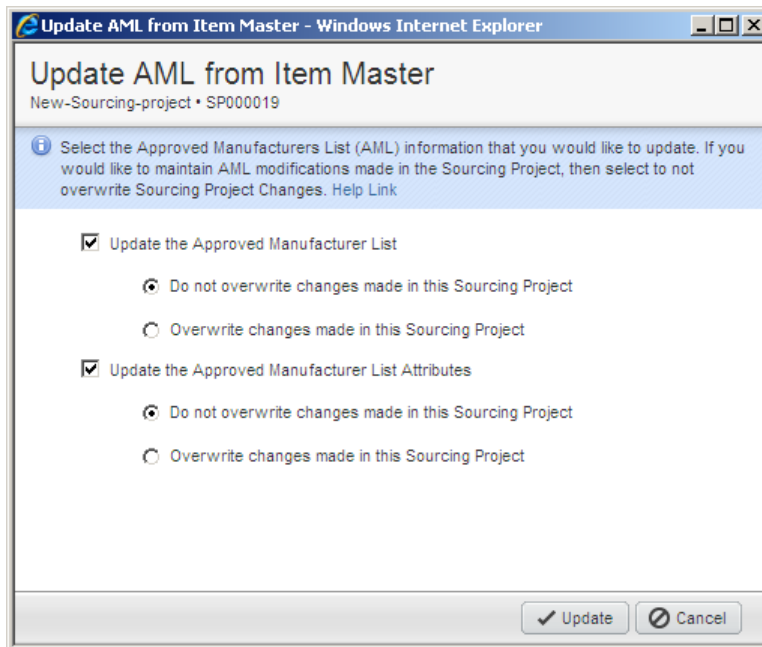 Update AML from Item Master - Windows Internet Explorer
Update AML from Item Master
New-Sourcing-project • SP000019
Select the Approved Manufacturers List (AML) information that you would like to update. If you
would like to maintain AML modifications made in the Sourcing Project, then select to not
overwrite Sourcing Project Changes. Help Link
Update the Approved Manufacturer List
Do not overwrite changes made in this Sourcing Project
Overwrite changes made in this Sourcing Project
Update the Approved Manufacturer List Attributes
Do not overwrite changes made in this Sourcing Project
Overwrite changes made in this Sourcing Project
Update Cancel